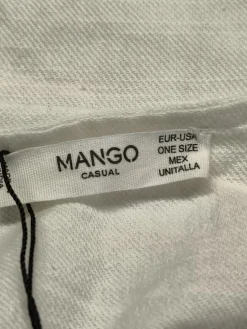 MANGO
CASUAL
EUR-USA
ONE SIZE
MEX
UNITALLA